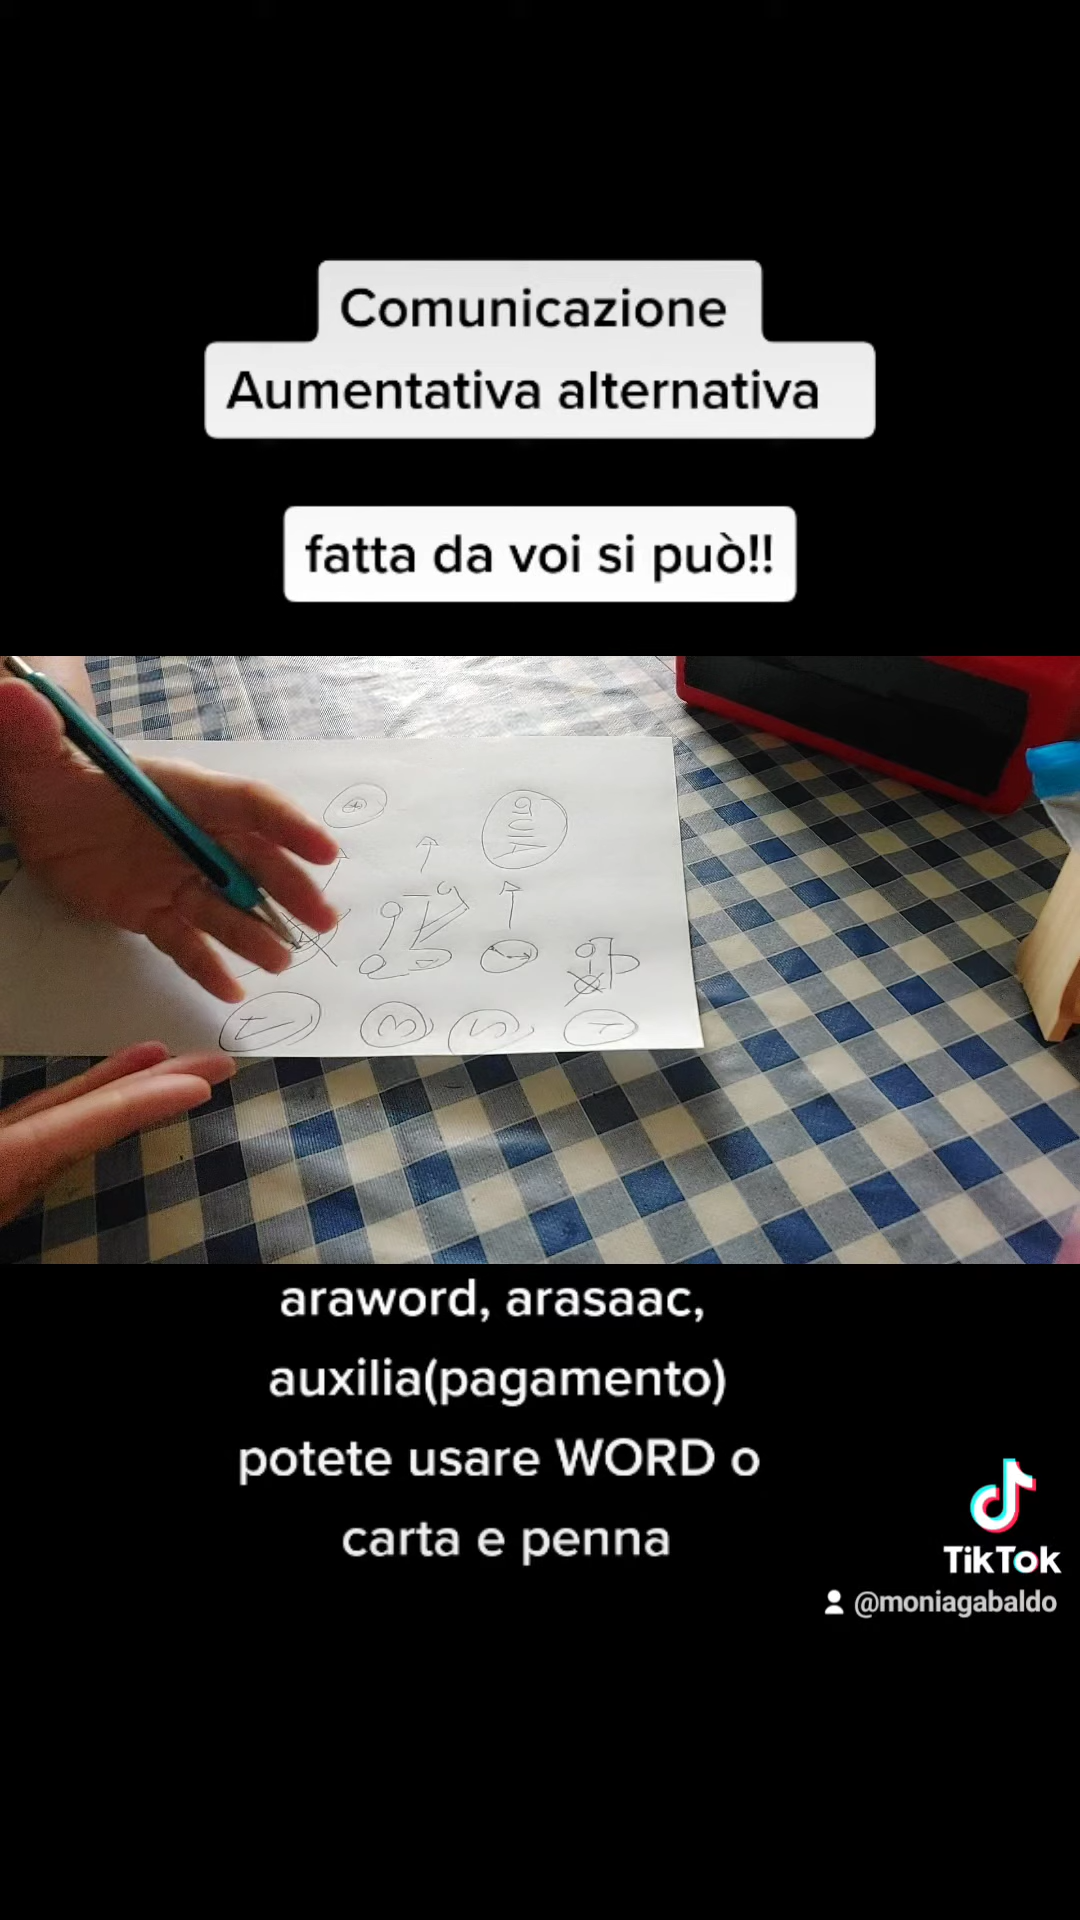 Comunicazione
Aumentativa alternativa
fatta da voi si può!!
araword, arasaac,
auxilia(pagamento)
potete usare WORD o
carta e penna
TikTok
@moniagabaldo